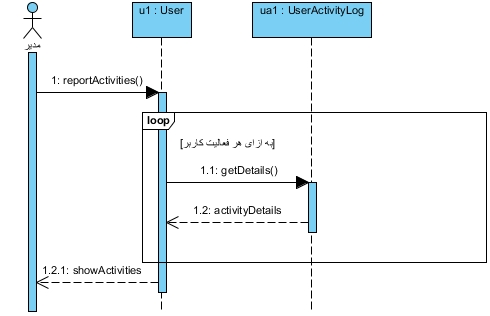 u1 : User
ua1 : UserActivityLog
مدیر
1: reportActivities()
loop
[به ازای هر فعالیت کاربر]
1.1: getDetails()
1.2: activityDetails
1.2.1: showActivities